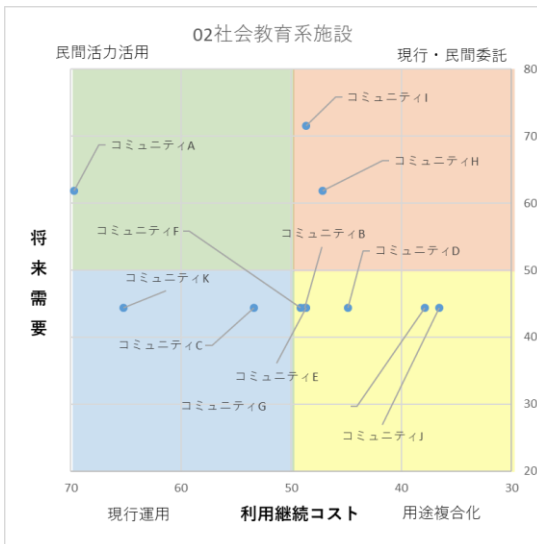 02社会教育系施設
民間活力活用
現行・民間委託
80
コミュニティI
70
コミュニティA
コミュニティH
60
コミュニティF
コミュニティB
コミュニティD
50
将来需要
コミュニティK
40
コミュニティC
コミュニティE
コミュニティG
30
コミュニティJ
20
70 60 50 40 30
現行運用 利用継続コスト 用途複合化